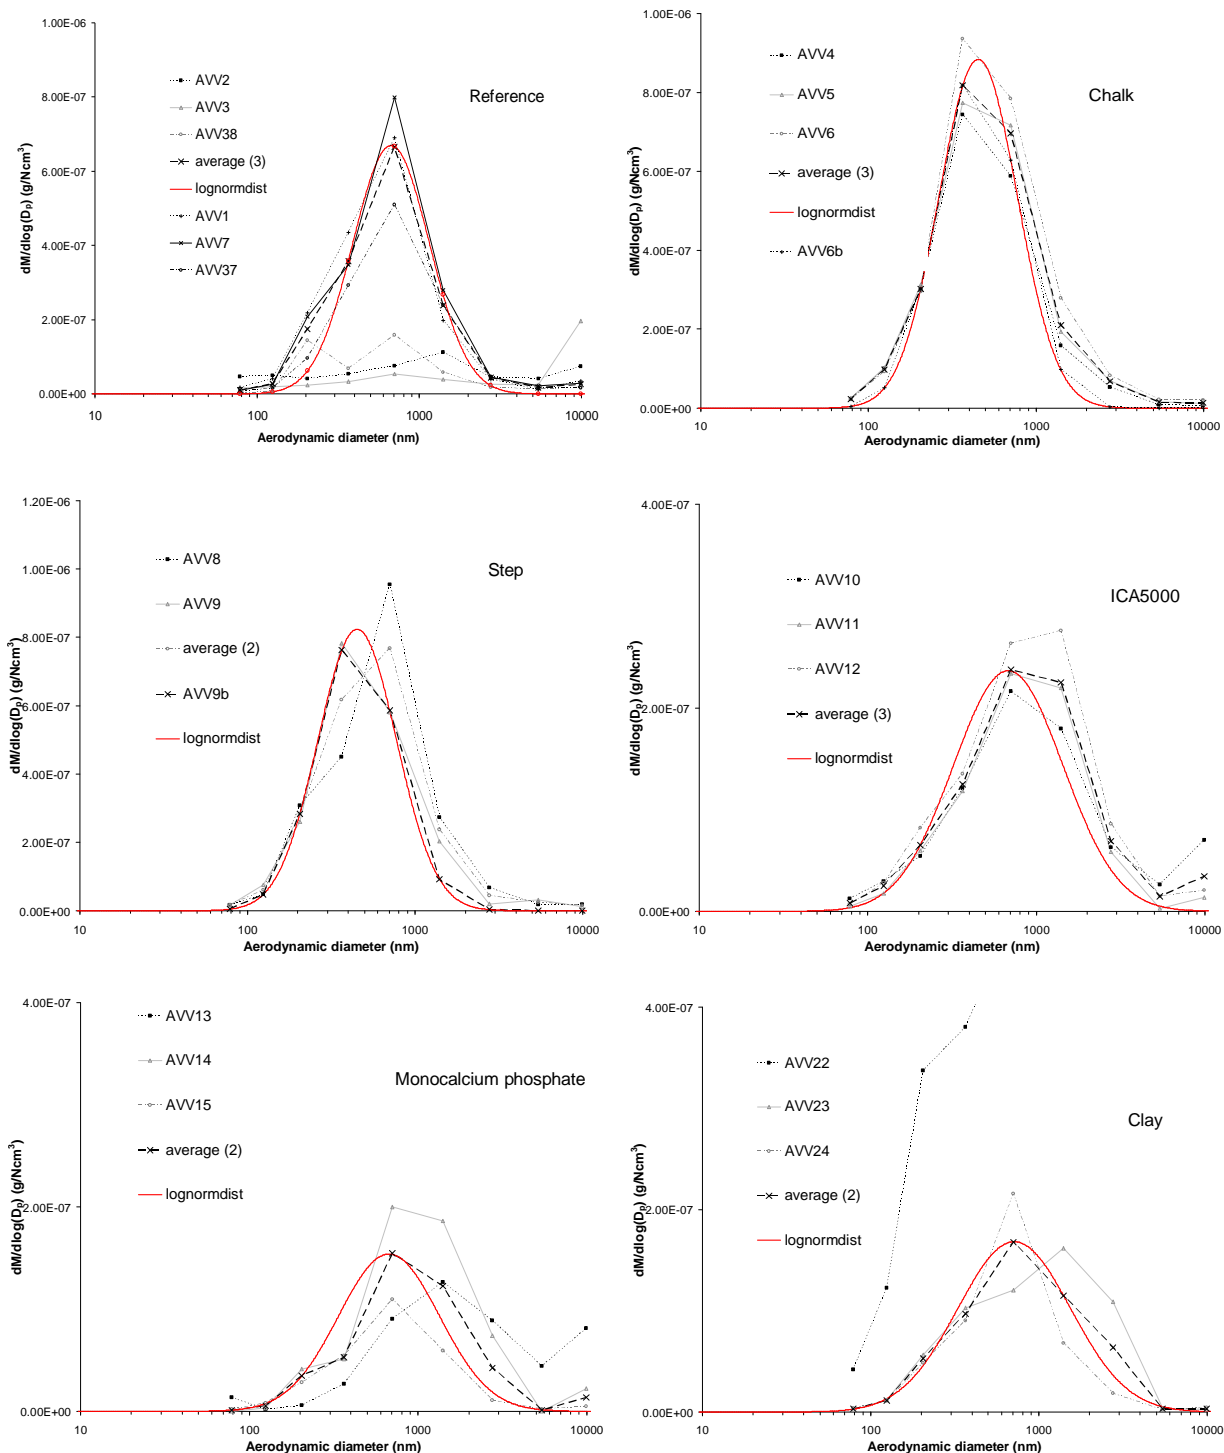 1.00E-06
8.00E-07
6.00E-07
4.00E-07
2.00E-07
0.00E+00
10
100
1000
10000
dM/dlog(Dp) (g/Ncm3)
Aerodynamic diameter (nm)
Reference
AVV2
AVV3
AVV38
average (3)
lognormdist
AVV1
AVV7
AVV37
1.00E-06
8.00E-07
6.00E-07
4.00E-07
2.00E-07
0.00E+00
10
100
1000
10000
dM/dlog(Dp) (g/Ncm3)
Aerodynamic diameter (nm)
Chalk
AVV4
AVV5
AVV6
average (3)
lognormdist
AVV6b
1.20E-06
1.00E-06
8.00E-07
6.00E-07
4.00E-07
2.00E-07
0.00E+00
10
100
1000
10000
dM/dlog(Dp) (g/Ncm3)
Aerodynamic diameter (nm)
Step
AVV8
AVV9
average (2)
AVV9b
lognormdist
4.00E-07
2.00E-07
0.00E+00
10
100
1000
10000
dM/dlog(Dp) (g/Ncm3)
Aerodynamic diameter (nm)
ICA5000
AVV10
AVV11
AVV12
average (3)
lognormdist
4.00E-07
2.00E-07
0.00E+00
10
100
1000
10000
dM/dlog(Dp) (g/Ncm3)
Aerodynamic diameter (nm)
Monocalcium phosphate
AVV13
AVV14
AVV15
average (2)
lognormdist
4.00E-07
2.00E-07
0.00E+00
10
100
1000
10000
dM/dlog(Dp) (g/Ncm3)
Aerodynamic diameter (nm)
Clay
AVV22
AVV23
AVV24
average (2)
lognormdist